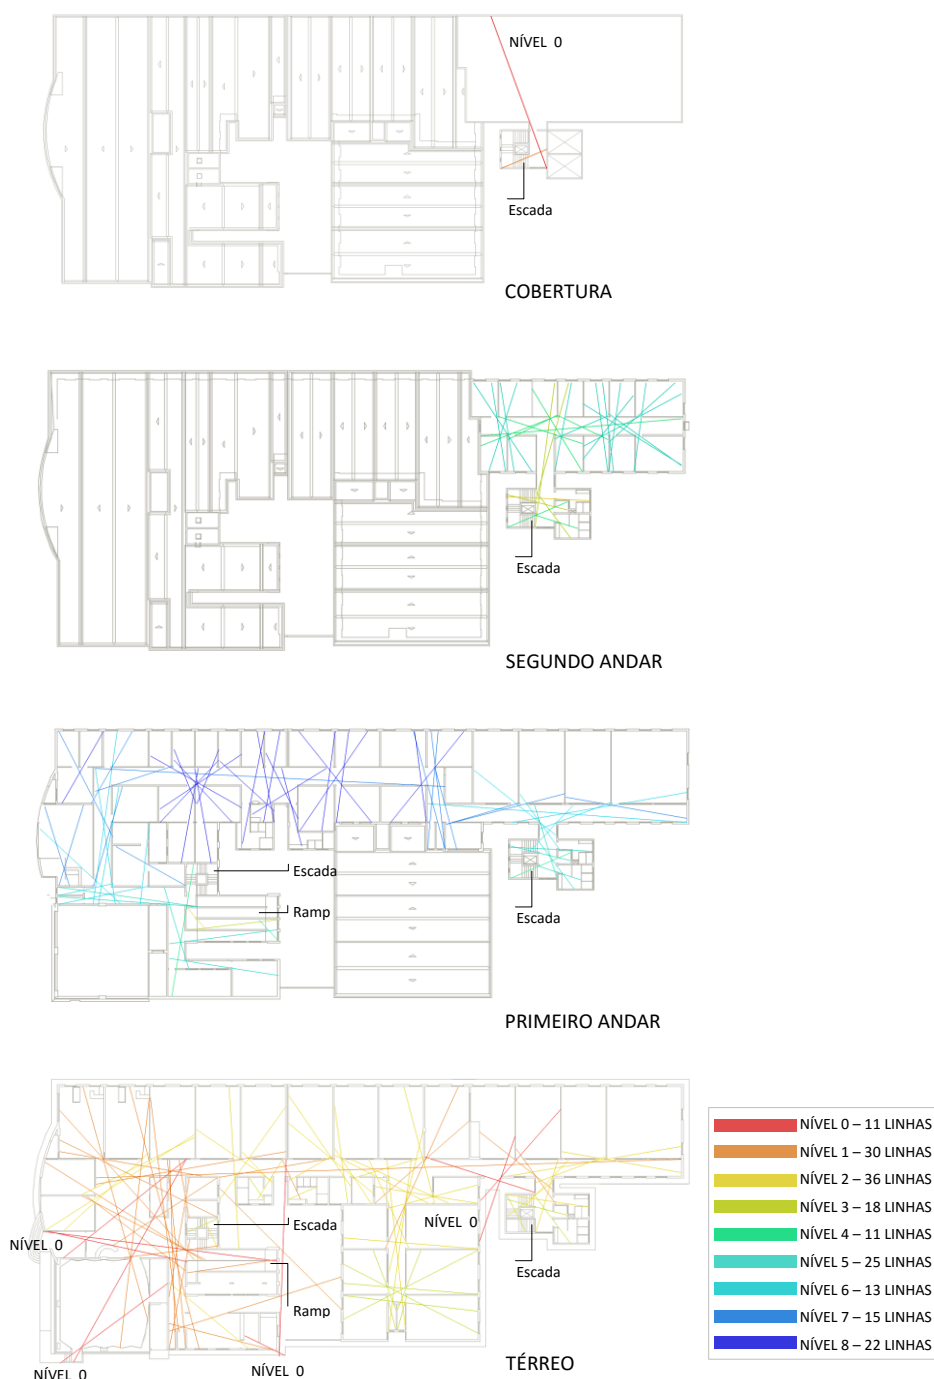 NÍVEL 0
Escada
COBERTURA
Escada
SEGUNDO ANDAR
Escada
Ramp
Escada
PRIMEIRO ANDAR
NÍVEL 0 – 11 LINHAS
NÍVEL 1 – 30 LINHAS
NÍVEL 2 – 36 LINHAS
NÍVEL 3 – 18 LINHAS
NÍVEL 4 – 11 LINHAS
NÍVEL 5 – 25 LINHAS
NÍVEL 6 – 13 LINHAS
NÍVEL 7 – 15 LINHAS
NÍVEL 8 – 22 LINHAS
Escada
NÍVEL 0
NÍVEL 0
Escada
Ramp
TÉRREO
NÍVEL 0
NÍVEL 0